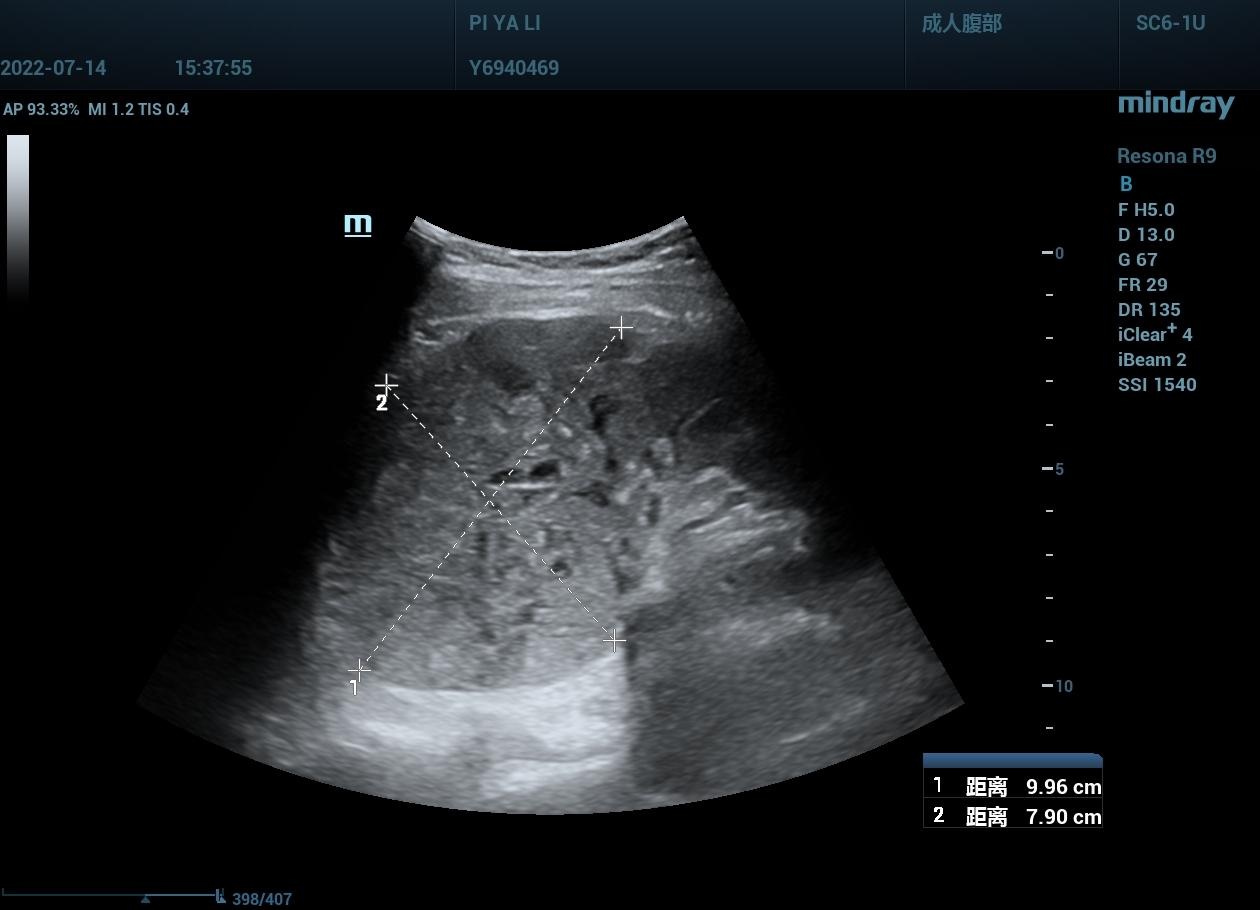 PI YA LI
成人腹部
SC6-1U
2022-07-14 15:37:55
Y6940469
AP 93.33% MI 1.2 TIS 0.4
mindray
Resona R9
B
F H5.0
D 13.0
G 67
FR 29
DR 135
iClear+ 4
iBeam 2
SSI 1540
m
0
5
10
2
1
1 距离 9.96 cm
2 距离 7.90 cm
398/407